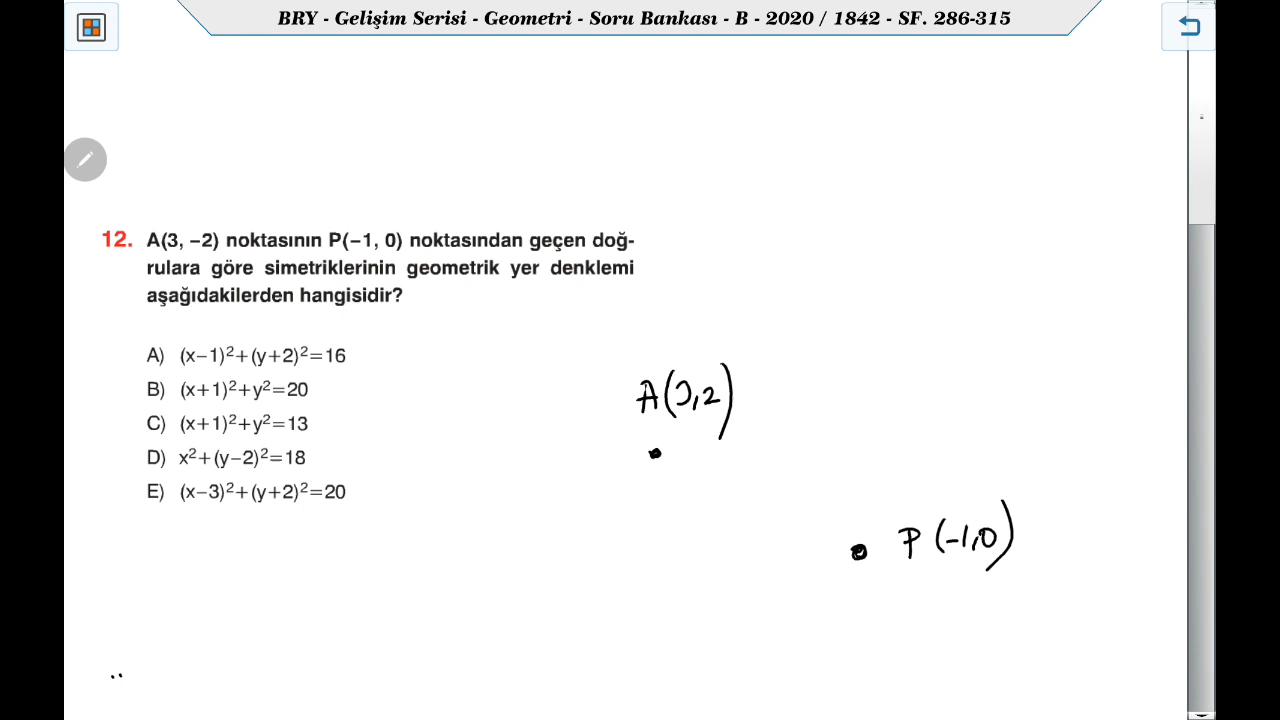 BRY - Gelişim Serisi - Geometri - Soru Bankası - B - 2020 / 1842 - SF. 286-315
12. A(3, −2) noktasının P(−1, 0) noktasından geçen doğ-
rulara göre simetriklerinin geometrik yer denklemi
aşağıdakilerden hangisidir?
A) (x−1)²+(y+2)²=16
B) (x+1)²+y²=20
C) (x+1)²+y²=13
D) x²+(y−2)²=18
E) (x−3)²+(y+2)²=20
A(3,2)
P(-1,0)